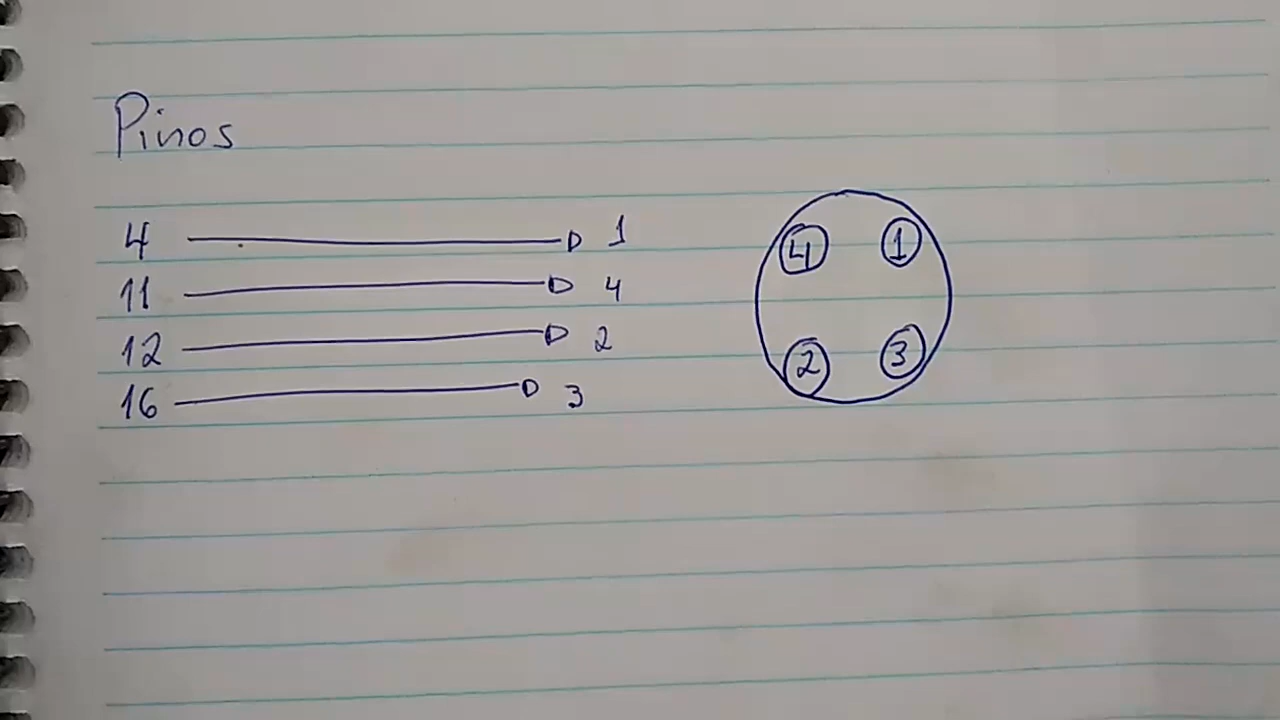 Pinos
4 → 1
11 → 4
12 → 2
16 → 3
4 1
2 3